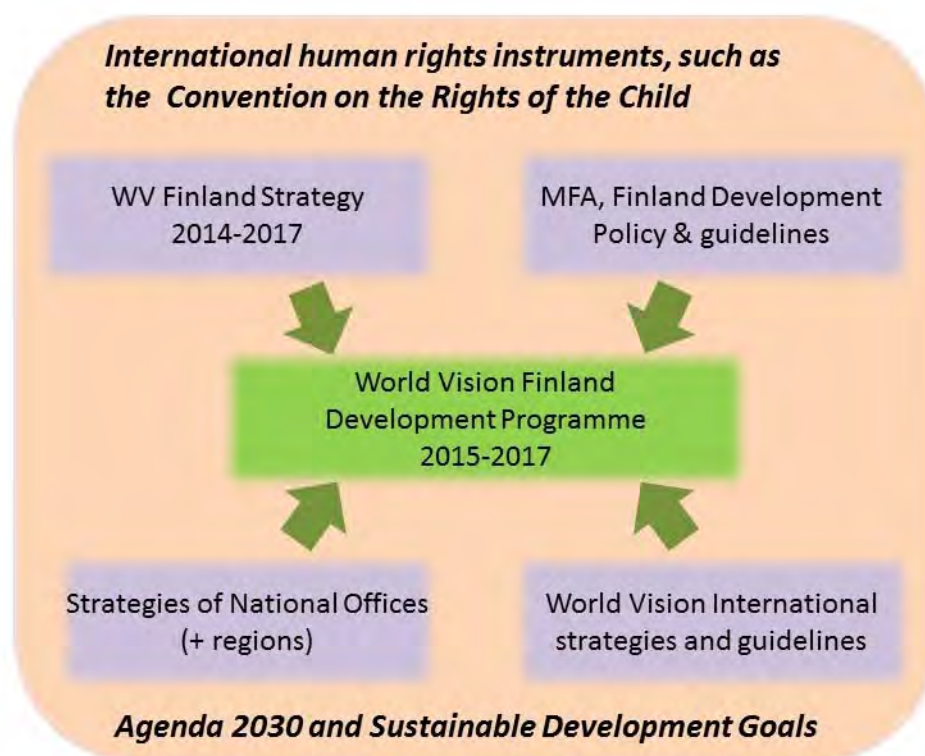 International human rights instruments, such as
the Convention on the Rights of the Child
WV Finland Strategy
2014-2017
MFA, Finland Development
Policy & guidelines
World Vision Finland
Development Programme
2015-2017
Strategies of National Offices
(+ regions)
World Vision International
strategies and guidelines
Agenda 2030 and Sustainable Development Goals